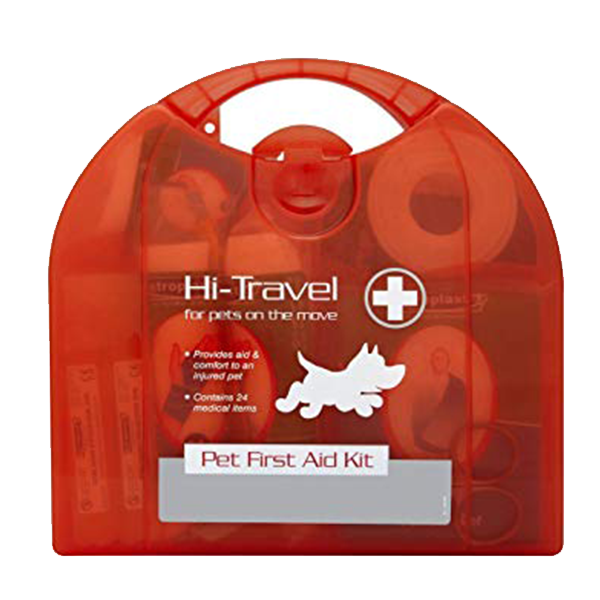 Hi-Travel
for pets on the move
• Provides aid &
comfort to an
injured pet
• Contains 24
medical items
Pet First Aid Kit